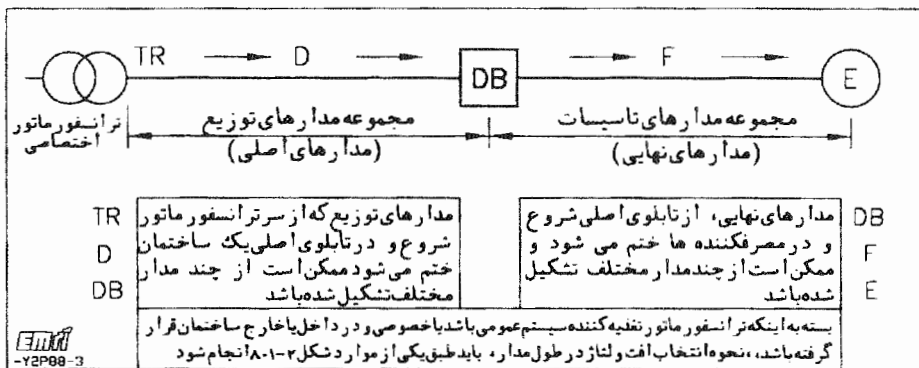 TR D DB F E
ترانسفورماتور
اختصاصی
مجموعه مدارهای توزیع
(مدارهای اصلی)
مجموعه مدارهای تاسیسات
(مدارهای نهایی)
TR
D
DB
مدارهای توزیع که از سر ترانسفورماتور
شروع و در تابلوی اصلی یک ساختمان
ختم می شود ممکن است از چند مدار
مختلف تشکیل شده باشد
مدارهای نهایی، از تابلوی اصلی شروع
و در مصرفکننده ها ختم می شود و
ممکن است از چند مدار مختلف تشکیل
شده باشد
DB
F
E
بسته به اینکه ترانسفورماتور تغذیه کننده سیستم عمومی باشد یا خصوصی و در داخل یا خارج ساختمان قرار
گرفته باشد، نحوه انتخاب افت ولتاژ در طول مدار، باید طبق یکی از موارد شکل ۲-۸۰۱ انجام شود
-Y2P88-3